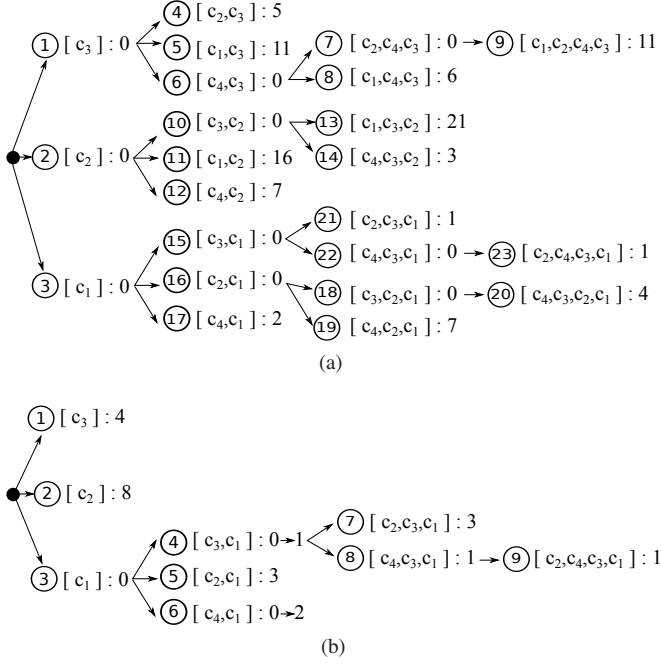 4 [ c2,c3 ] : 5
1 [ c3 ] : 0 5 [ c1,c3 ] : 11 7 [ c2,c4,c3 ] : 0 9 [ c1,c2,c4,c3 ] : 11
6 [ c4,c3 ] : 0 8 [ c1,c4,c3 ] : 6
10 [ c3,c2 ] : 0 13 [ c1,c3,c2 ] : 21
2 [ c2 ] : 0 11 [ c1,c2 ] : 16 14 [ c4,c3,c2 ] : 3
12 [ c4,c2 ] : 7
21 [ c2,c3,c1 ] : 1
15 [ c3,c1 ] : 0 22 [ c4,c3,c1 ] : 0 23 [ c2,c4,c3,c1 ] : 1
3 [ c1 ] : 0 16 [ c2,c1 ] : 0 18 [ c3,c2,c1 ] : 0 20 [ c4,c3,c2,c1 ] : 4
17 [ c4,c1 ] : 2 19 [ c4,c2,c1 ] : 7
(a)
1 [ c3 ] : 4
2 [ c2 ] : 8
7 [ c2,c3,c1 ] : 3
4 [ c3,c1 ] : 0→1 8 [ c4,c3,c1 ] : 1 9 [ c2,c4,c3,c1 ] : 1
3 [ c1 ] : 0 5 [ c2,c1 ] : 3
6 [ c4,c1 ] : 0→2
(b)